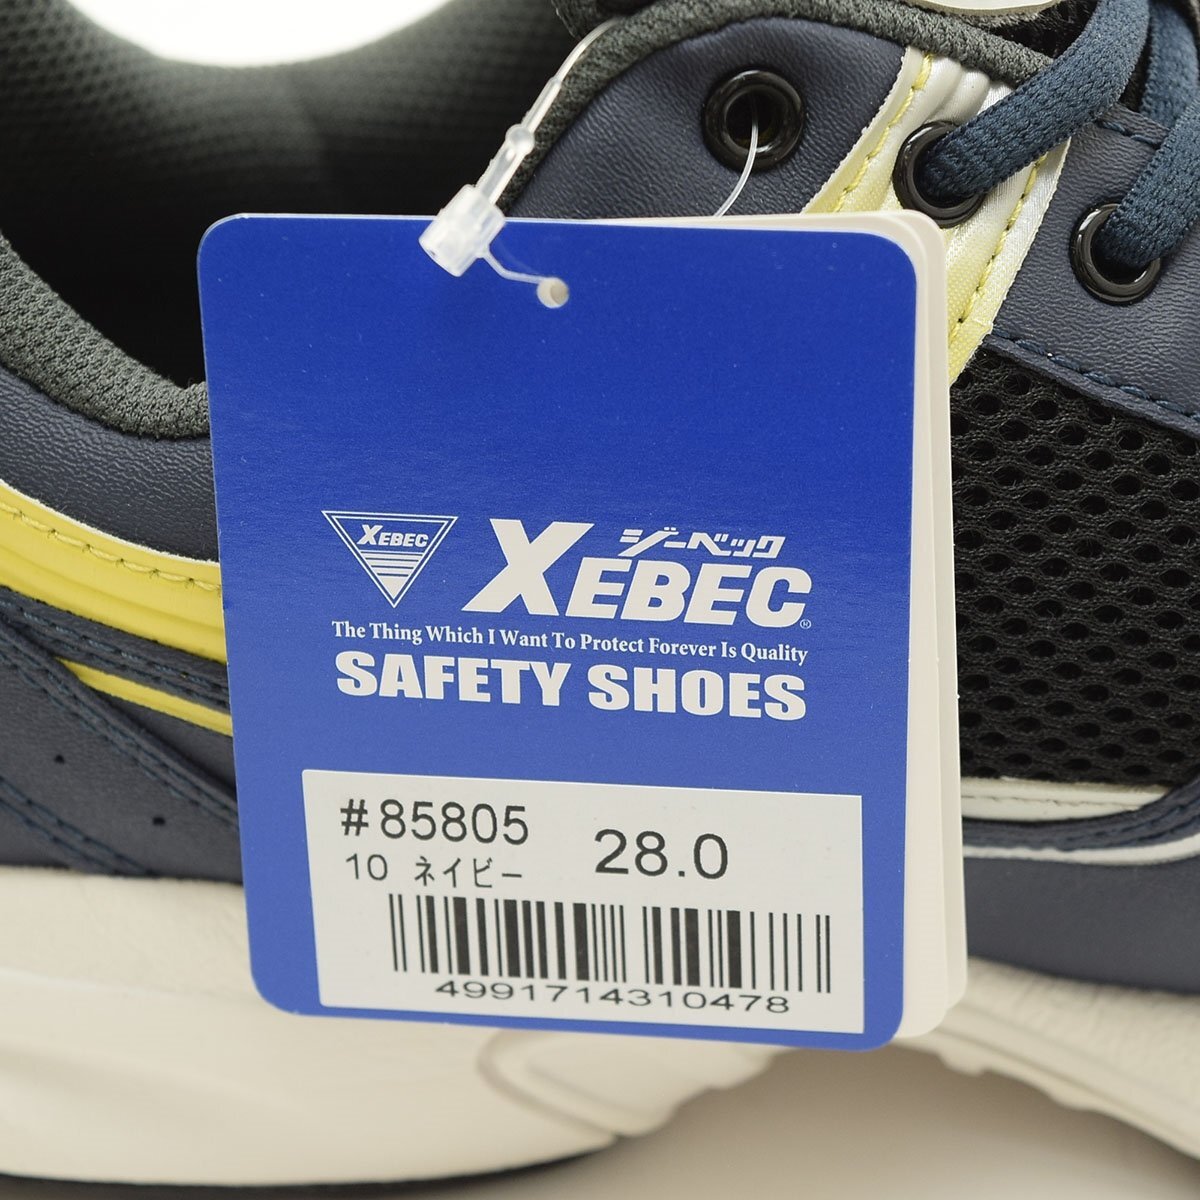 XEBEC
ジーベック
XEBEC®
The Thing Which I Want To Protect Forever Is Quality
SAFETY SHOES
#85805 28.0
10 ネイビー
4991714310478